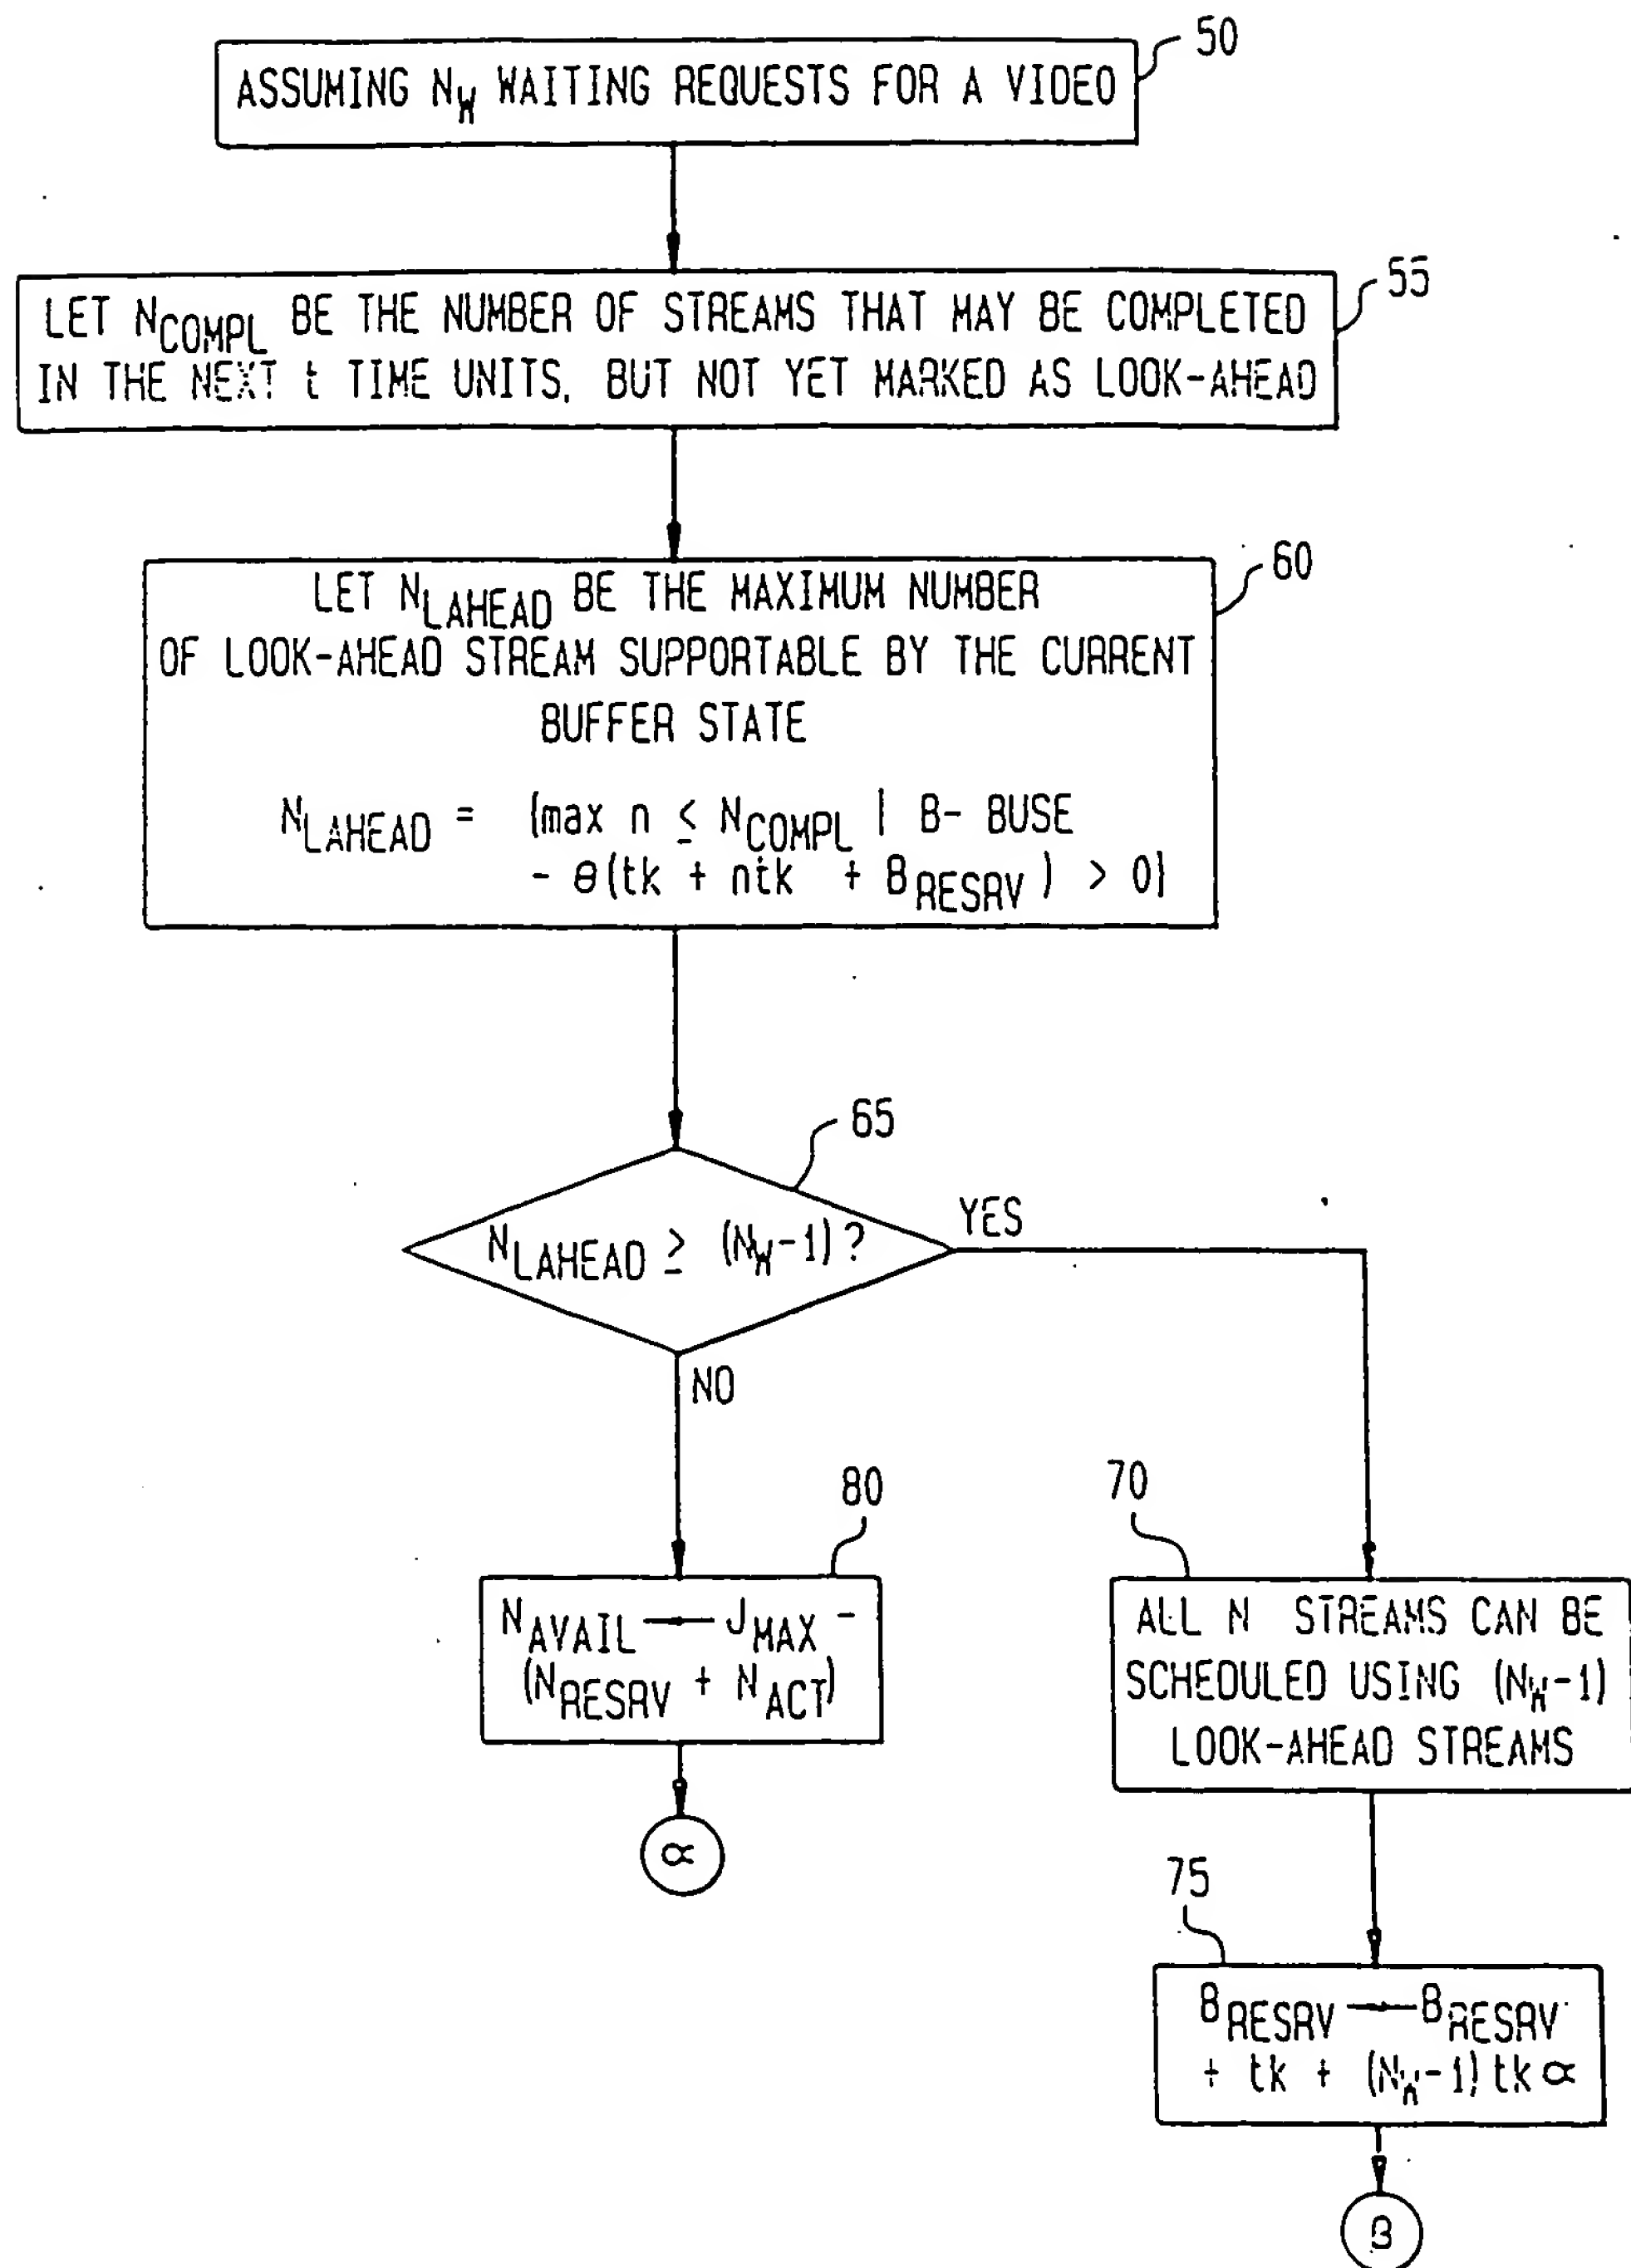 50
ASSUMING N_W WAITING REQUESTS FOR A VIDEO
55
LET N_COMPL BE THE NUMBER OF STREAMS THAT MAY BE COMPLETED
IN THE NEXT t TIME UNITS, BUT NOT YET MARKED AS LOOK-AHEAD
60
LET N_LAHEAD BE THE MAXIMUM NUMBER
OF LOOK-AHEAD STREAM SUPPORTABLE BY THE CURRENT
BUFFER STATE
N_LAHEAD = {max n ≤ N_COMPL | B- BUSE
- θ(tk + ntk + B_RESRV) > 0}
65
N_LAHEAD ≥ (N_W-1)?
YES
NO
80
N_AVAIL ← J_MAX -
(N_RESRV + N_ACT)
∝
70
ALL N STREAMS CAN BE
SCHEDULED USING (N_W-1)
LOOK-AHEAD STREAMS
75
B_RESRV ← B_RESRV
+ tk + (N_W-1) tk ∝
β